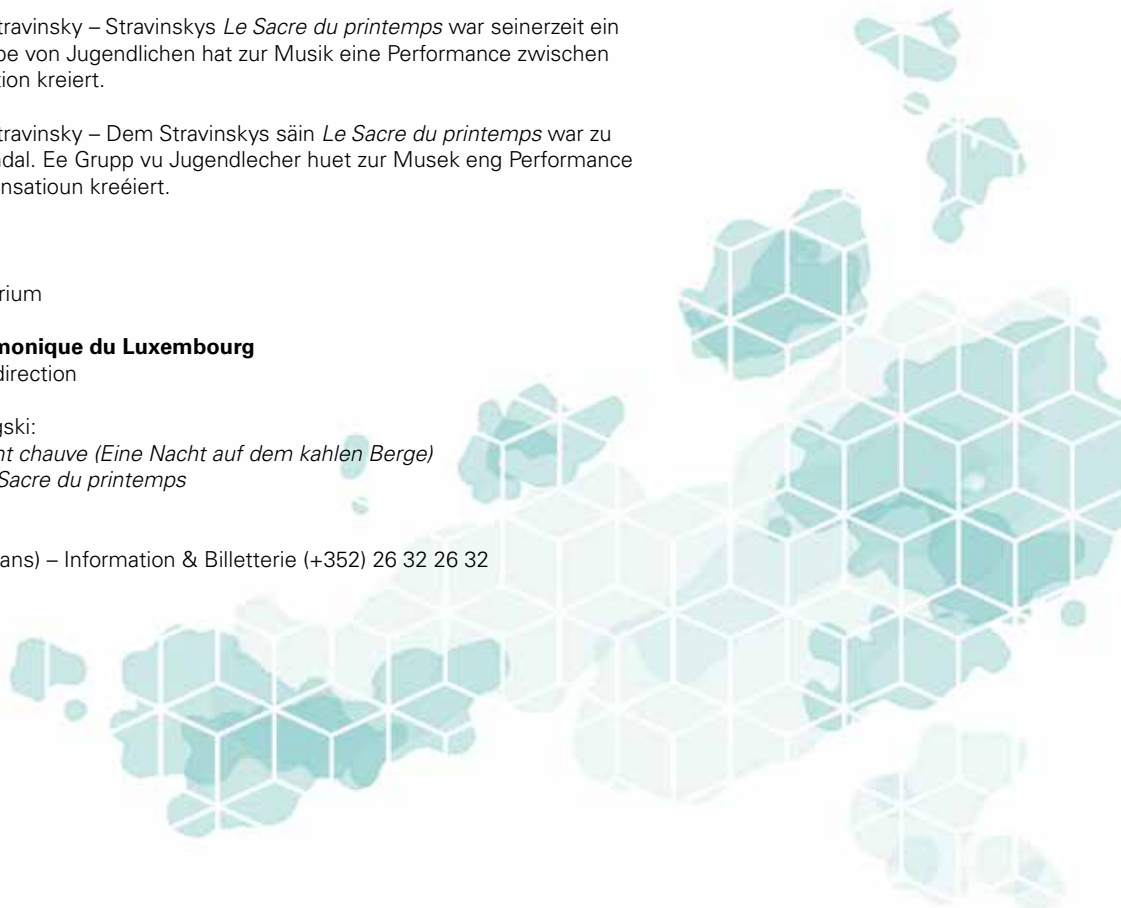 travinsky – Stravinskys Le Sacre du printemps war seinerzeit ein
von Jugendlichen hat zur Musik eine Performance zwischen
kreiert.
travinsky – Dem Stravinskys säin Le Sacre du printemps war zu
dal. Ee Grupp vu Jugendlecher huet zur Musek eng Performance
nsatioun kreéiert.
rium
monique du Luxembourg
direction
gski:
nt chauve (Eine Nacht auf dem kahlen Berge)
Sacre du printemps
ans) – Information & Billetterie (+352) 26 32 26 32